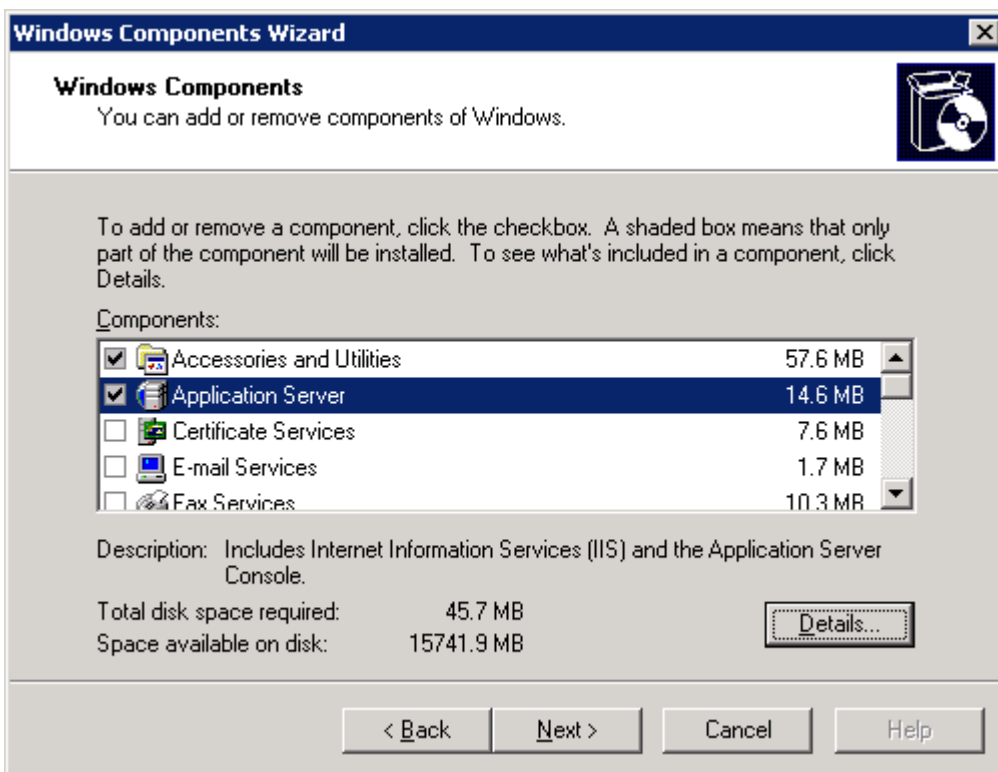 Windows Components Wizard
Windows Components
You can add or remove components of Windows.
To add or remove a component, click the checkbox. A shaded box means that only
part of the component will be installed. To see what's included in a component, click
Details.
Components:
Accessories and Utilities 57.6 MB
Application Server 14.6 MB
Certificate Services 7.6 MB
E-mail Services 1.7 MB
Fax Services 10.3 MB
Description: Includes Internet Information Services (IIS) and the Application Server
Console.
Total disk space required: 45.7 MB
Space available on disk: 15741.9 MB
Details...
< Back Next > Cancel Help